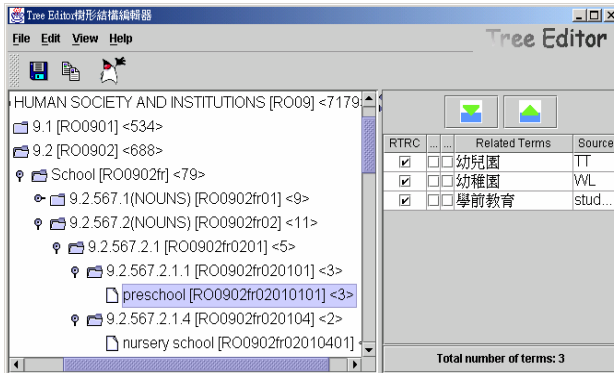 Tree Editor樹形結構編輯器
File Edit View Help
Tree Editor
HUMAN SOCIETY AND INSTITUTIONS [RO09] <7179>
9.1 [RO0901] <534>
9.2 [RO0902] <688>
School [RO0902fr] <79>
9.2.567.1(NOUNS) [RO0902fr01] <9>
9.2.567.2(NOUNS) [RO0902fr02] <11>
9.2.567.2.1 [RO0902fr0201] <5>
9.2.567.2.1.1 [RO0902fr020101] <3>
preschool [RO0902fr02010101] <3>
9.2.567.2.1.4 [RO0902fr020104] <2>
nursery school [RO0902fr02010401]
RTRC ... ... Related Terms Source
幼兒園 TT
幼稚園 WL
學前教育 stud...
Total number of terms: 3